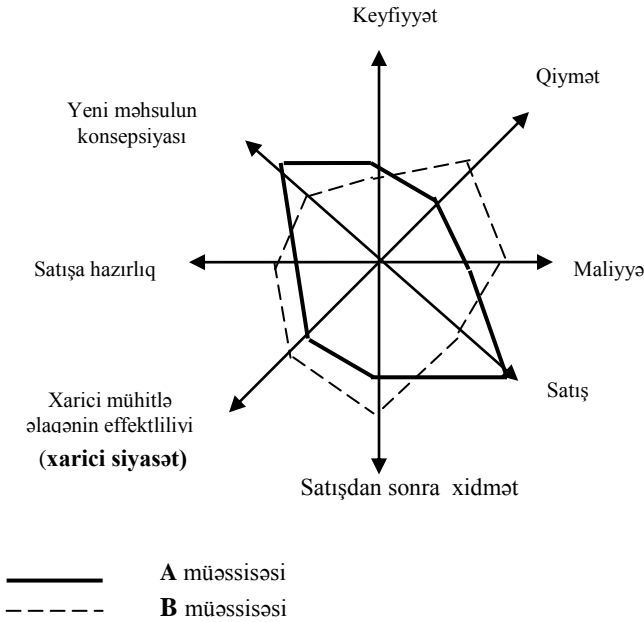 Keyfiyyət
Qiymət
Yeni məhsulun
konsepsiyası
Satışa hazırlıq
Maliyyə
Satış
Xarici mühitlə
əlaqənin effektliliyi
(xarici siyasət)
Satışdan sonra xidmət
A müəssisəsi
B müəssisəsi